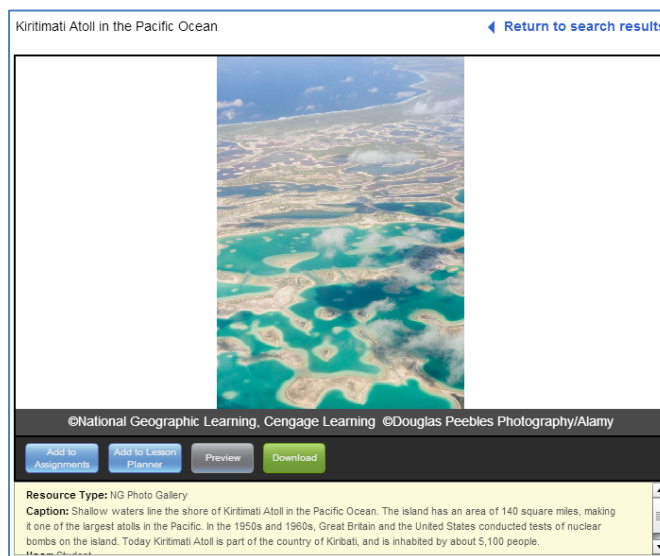 Kiritimati Atoll in the Pacific Ocean
Return to search results
©National Geographic Learning, Cengage Learning ©Douglas Peebles Photography/Alamy
Add to
Assignments
Add to Lesson
Planner
Preview
Download
Resource Type: NG Photo Gallery
Caption: Shallow waters line the shore of Kiritimati Atoll in the Pacific Ocean. The island has an area of 140 square miles, making
it one of the largest atolls in the Pacific. In the 1950s and 1960s, Great Britain and the United States conducted tests of nuclear
bombs on the island. Today Kiritimati Atoll is part of the country of Kiribati, and is inhabited by about 5,100 people.